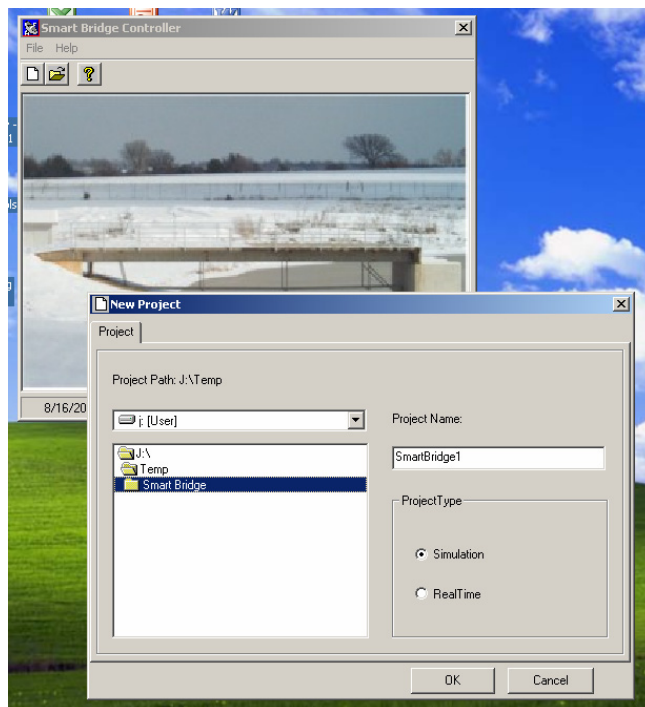 Smart Bridge Controller
File Help
New Project
Project
Project Path: J:\Temp
8/16/20
j: [User]
Project Name:
J:\
Temp
Smart Bridge
SmartBridge1
ProjectType
Simulation
RealTime
OK
Cancel